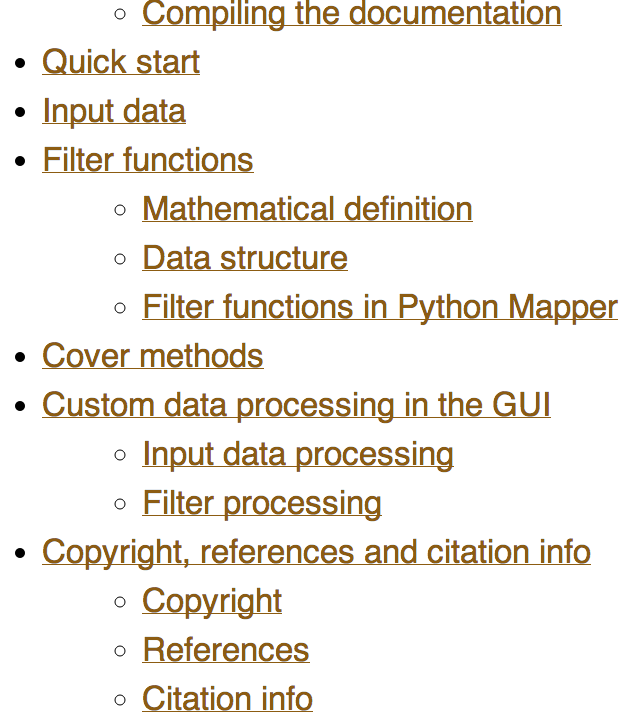 Compiling the documentation
Quick start
Input data
Filter functions
Mathematical definition
Data structure
Filter functions in Python Mapper
Cover methods
Custom data processing in the GUI
Input data processing
Filter processing
Copyright, references and citation info
Copyright
References
Citation info